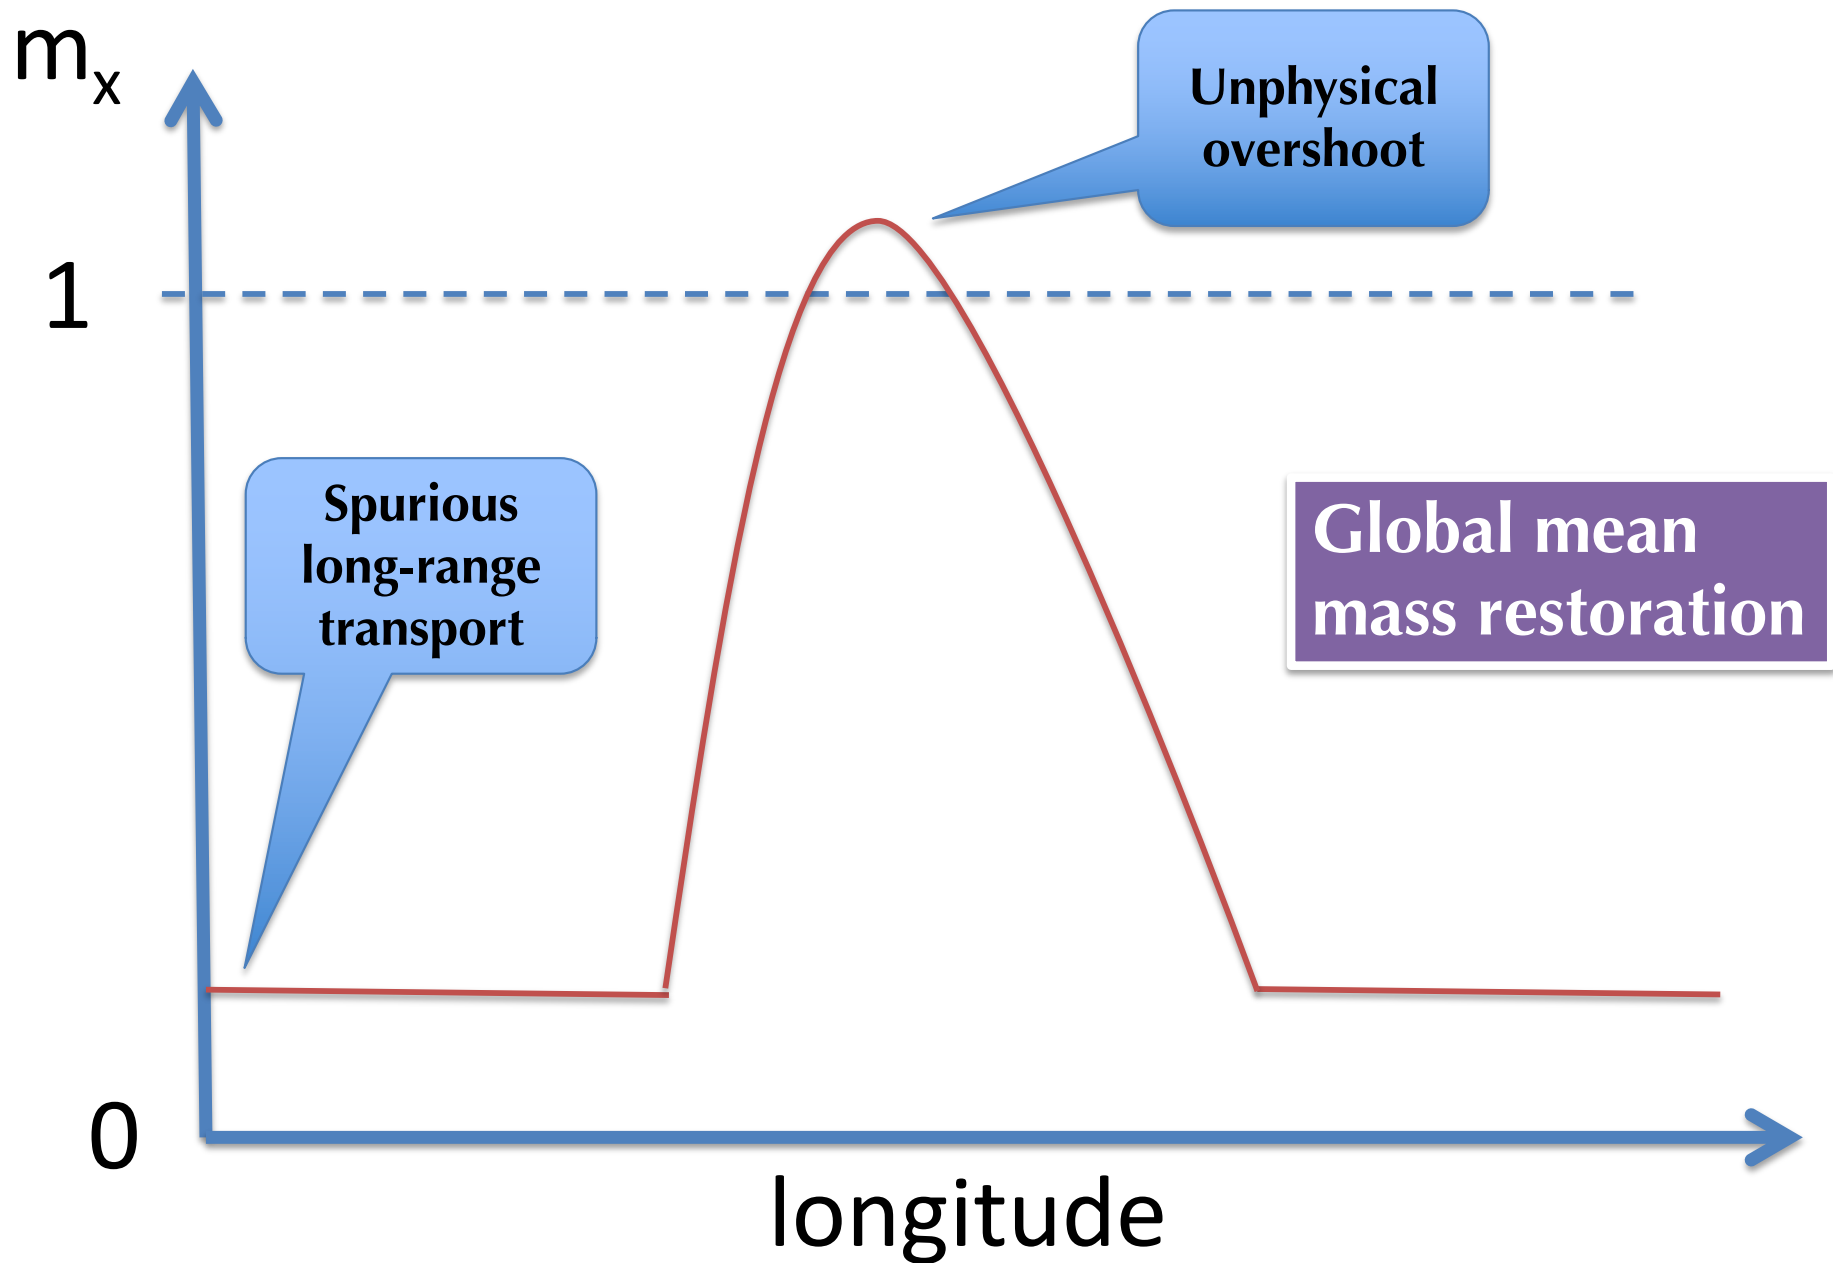 mx
Unphysical
overshoot
1
Spurious
long-range
transport
Global mean
mass restoration
0
longitude